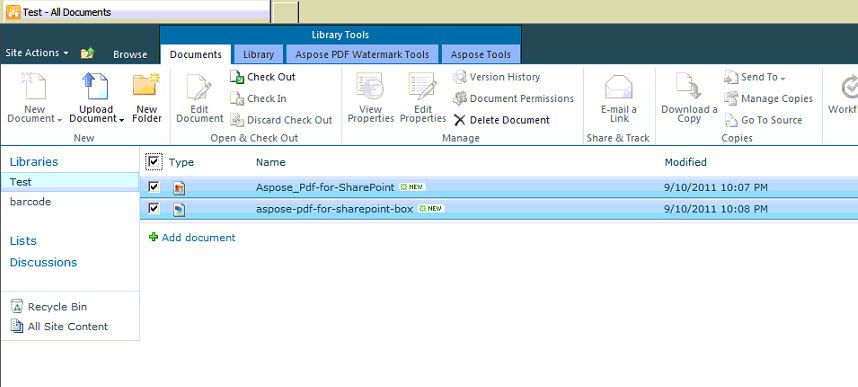 Test - All Documents
Library Tools
Site Actions Browse Documents Library Aspose PDF Watermark Tools Aspose Tools
New Document
Upload Document
New Folder
New
Edit Document
Check Out
Check In
Discard Check Out
Open & Check Out
View Properties
Edit Properties
Version History
Document Permissions
Delete Document
Manage
E-mail a Link
Share & Track
Download a Copy
Send To
Manage Copies
Go To Source
Copies
Workf
Libraries
Test
barcode
Lists
Discussions
Recycle Bin
All Site Content
Type Name Modified
Aspose_Pdf-for-SharePoint NEW 9/10/2011 10:07 PM
aspose-pdf-for-sharepoint-box NEW 9/10/2011 10:08 PM
Add document